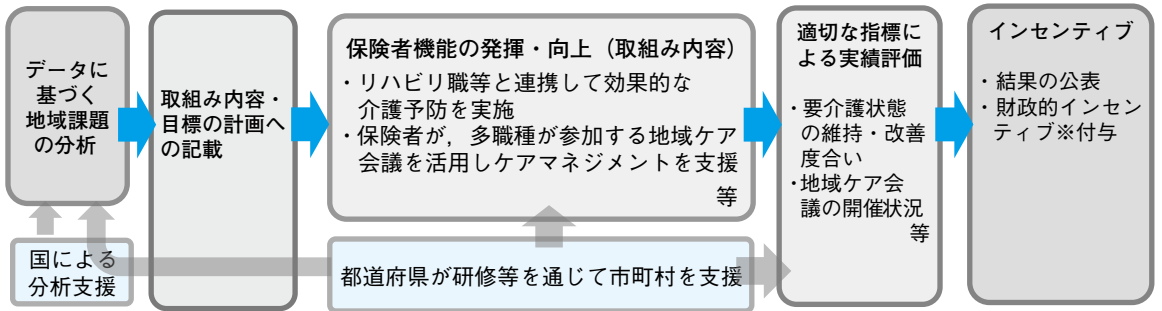 データに
基づく
地域課題
の分析
取組み内容・
目標の計画へ
の記載
保険者機能の発揮・向上（取組み内容）
・リハビリ職等と連携して効果的な
介護予防を実施
・保険者が，多職種が参加する地域ケア
会議を活用しケアマネジメントを支援
等
適切な指標
による実績評価
・要介護状態
の維持・改善
度合い
・地域ケア会
議の開催状況
等
インセンティブ
・結果の公表
・財政的インセン
ティブ※付与
国による
分析支援
都道府県が研修等を通じて市町村を支援